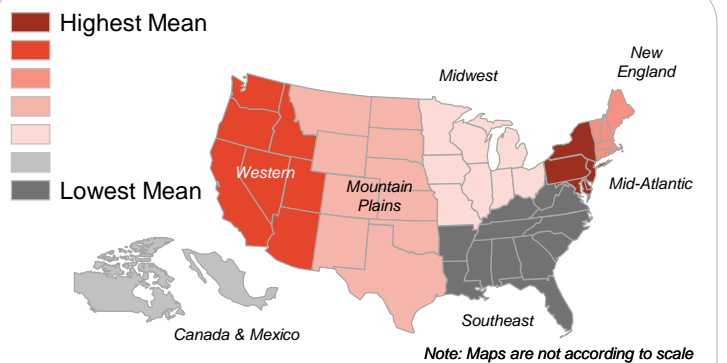 Highest Mean
Lowest Mean
New
England
Midwest
Western
Mountain
Plains
Mid-Atlantic
Southeast
Canada & Mexico
Note: Maps are not according to scale